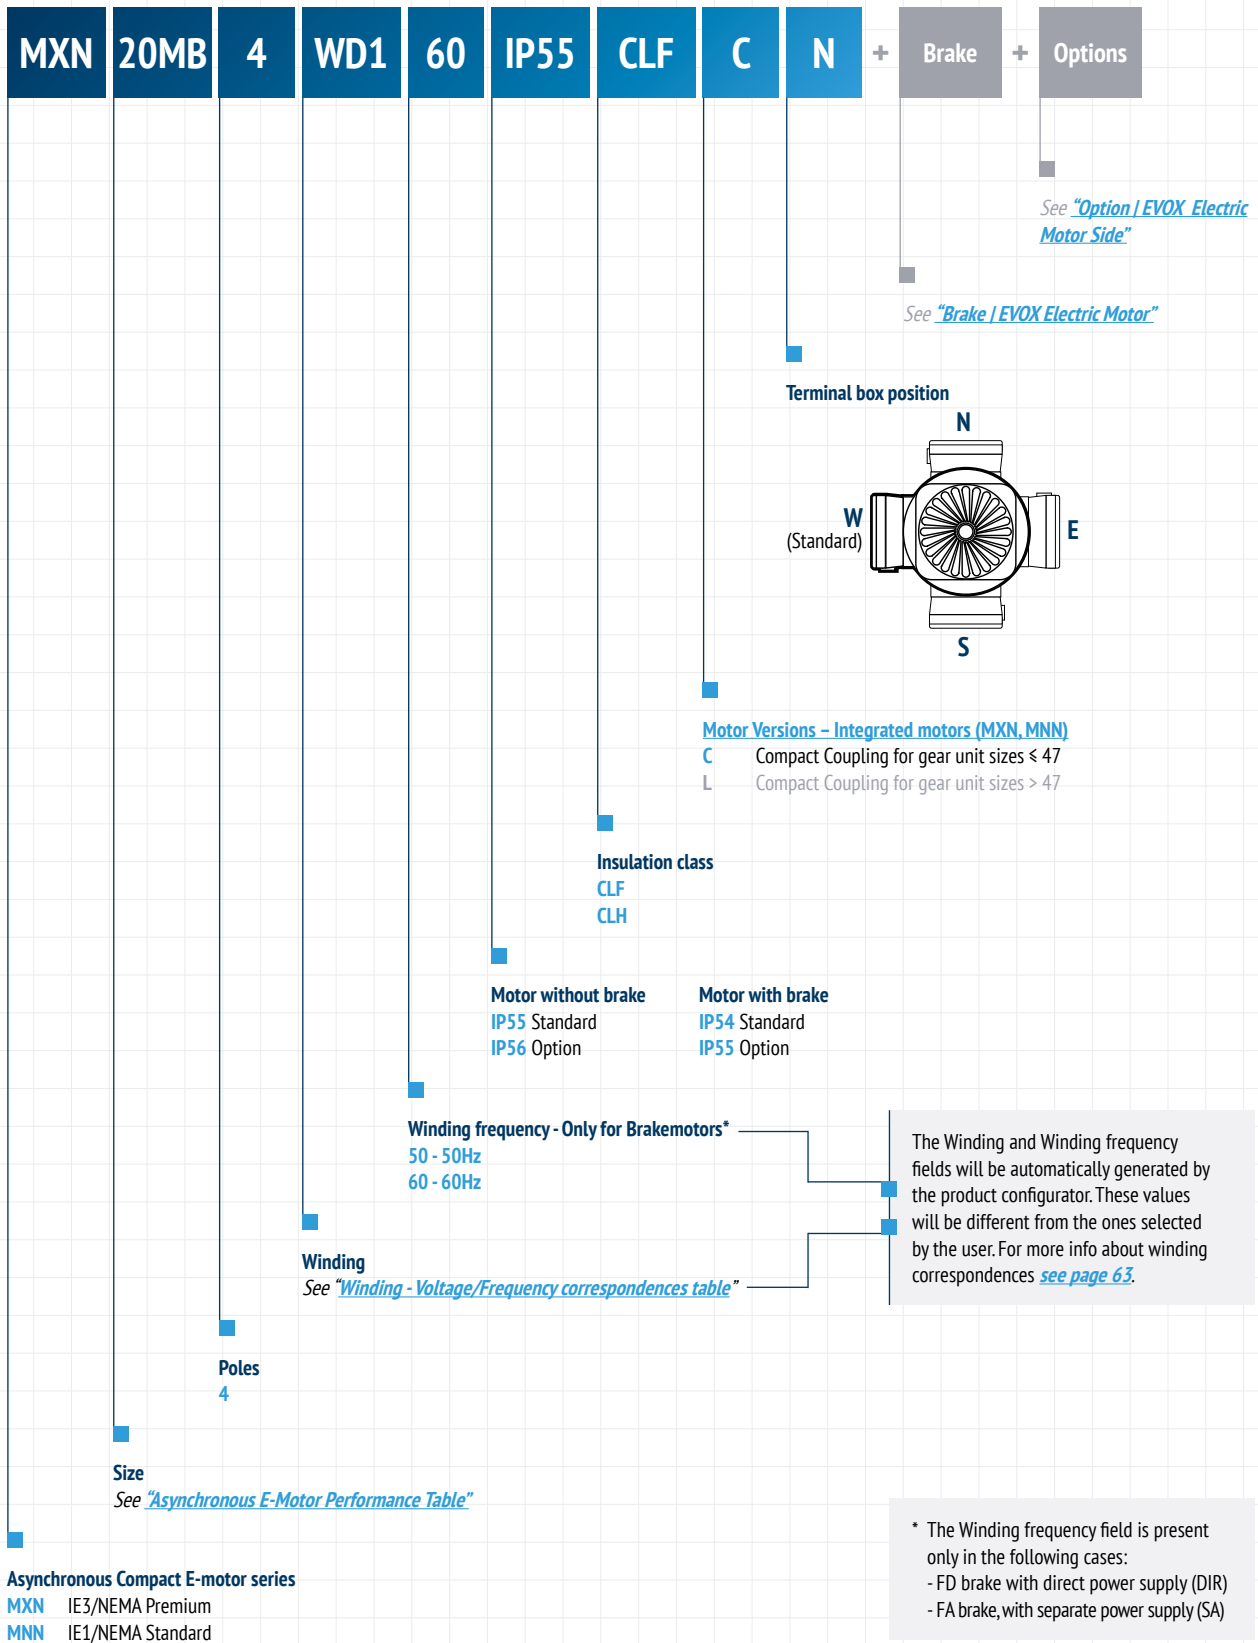 MXN 20MB 4 WD1 60 IP55 CLF C N + Brake + Options
See “Option | EVOX Electric
Motor Side”
See “Brake | EVOX Electric Motor”
Terminal box position
N
W
(Standard)
E
S
Motor Versions – Integrated motors (MXN, MNN)
C Compact Coupling for gear unit sizes ≤ 47
L Compact Coupling for gear unit sizes > 47
Insulation class
CLF
CLH
Motor without brake
IP55 Standard
IP56 Option
Motor with brake
IP54 Standard
IP55 Option
Winding frequency - Only for Brakemotors*
50 - 50Hz
60 - 60Hz
The Winding and Winding frequency
fields will be automatically generated by
the product configurator. These values
will be different from the ones selected
by the user. For more info about winding
correspondences see page 63.
Winding
See “Winding - Voltage/Frequency correspondences table”
Poles
4
Size
See “Asynchronous E-Motor Performance Table”
* The Winding frequency field is present
only in the following cases:
- FD brake with direct power supply (DIR)
- FA brake, with separate power supply (SA)
Asynchronous Compact E-motor series
MXN IE3/NEMA Premium
MNN IE1/NEMA Standard